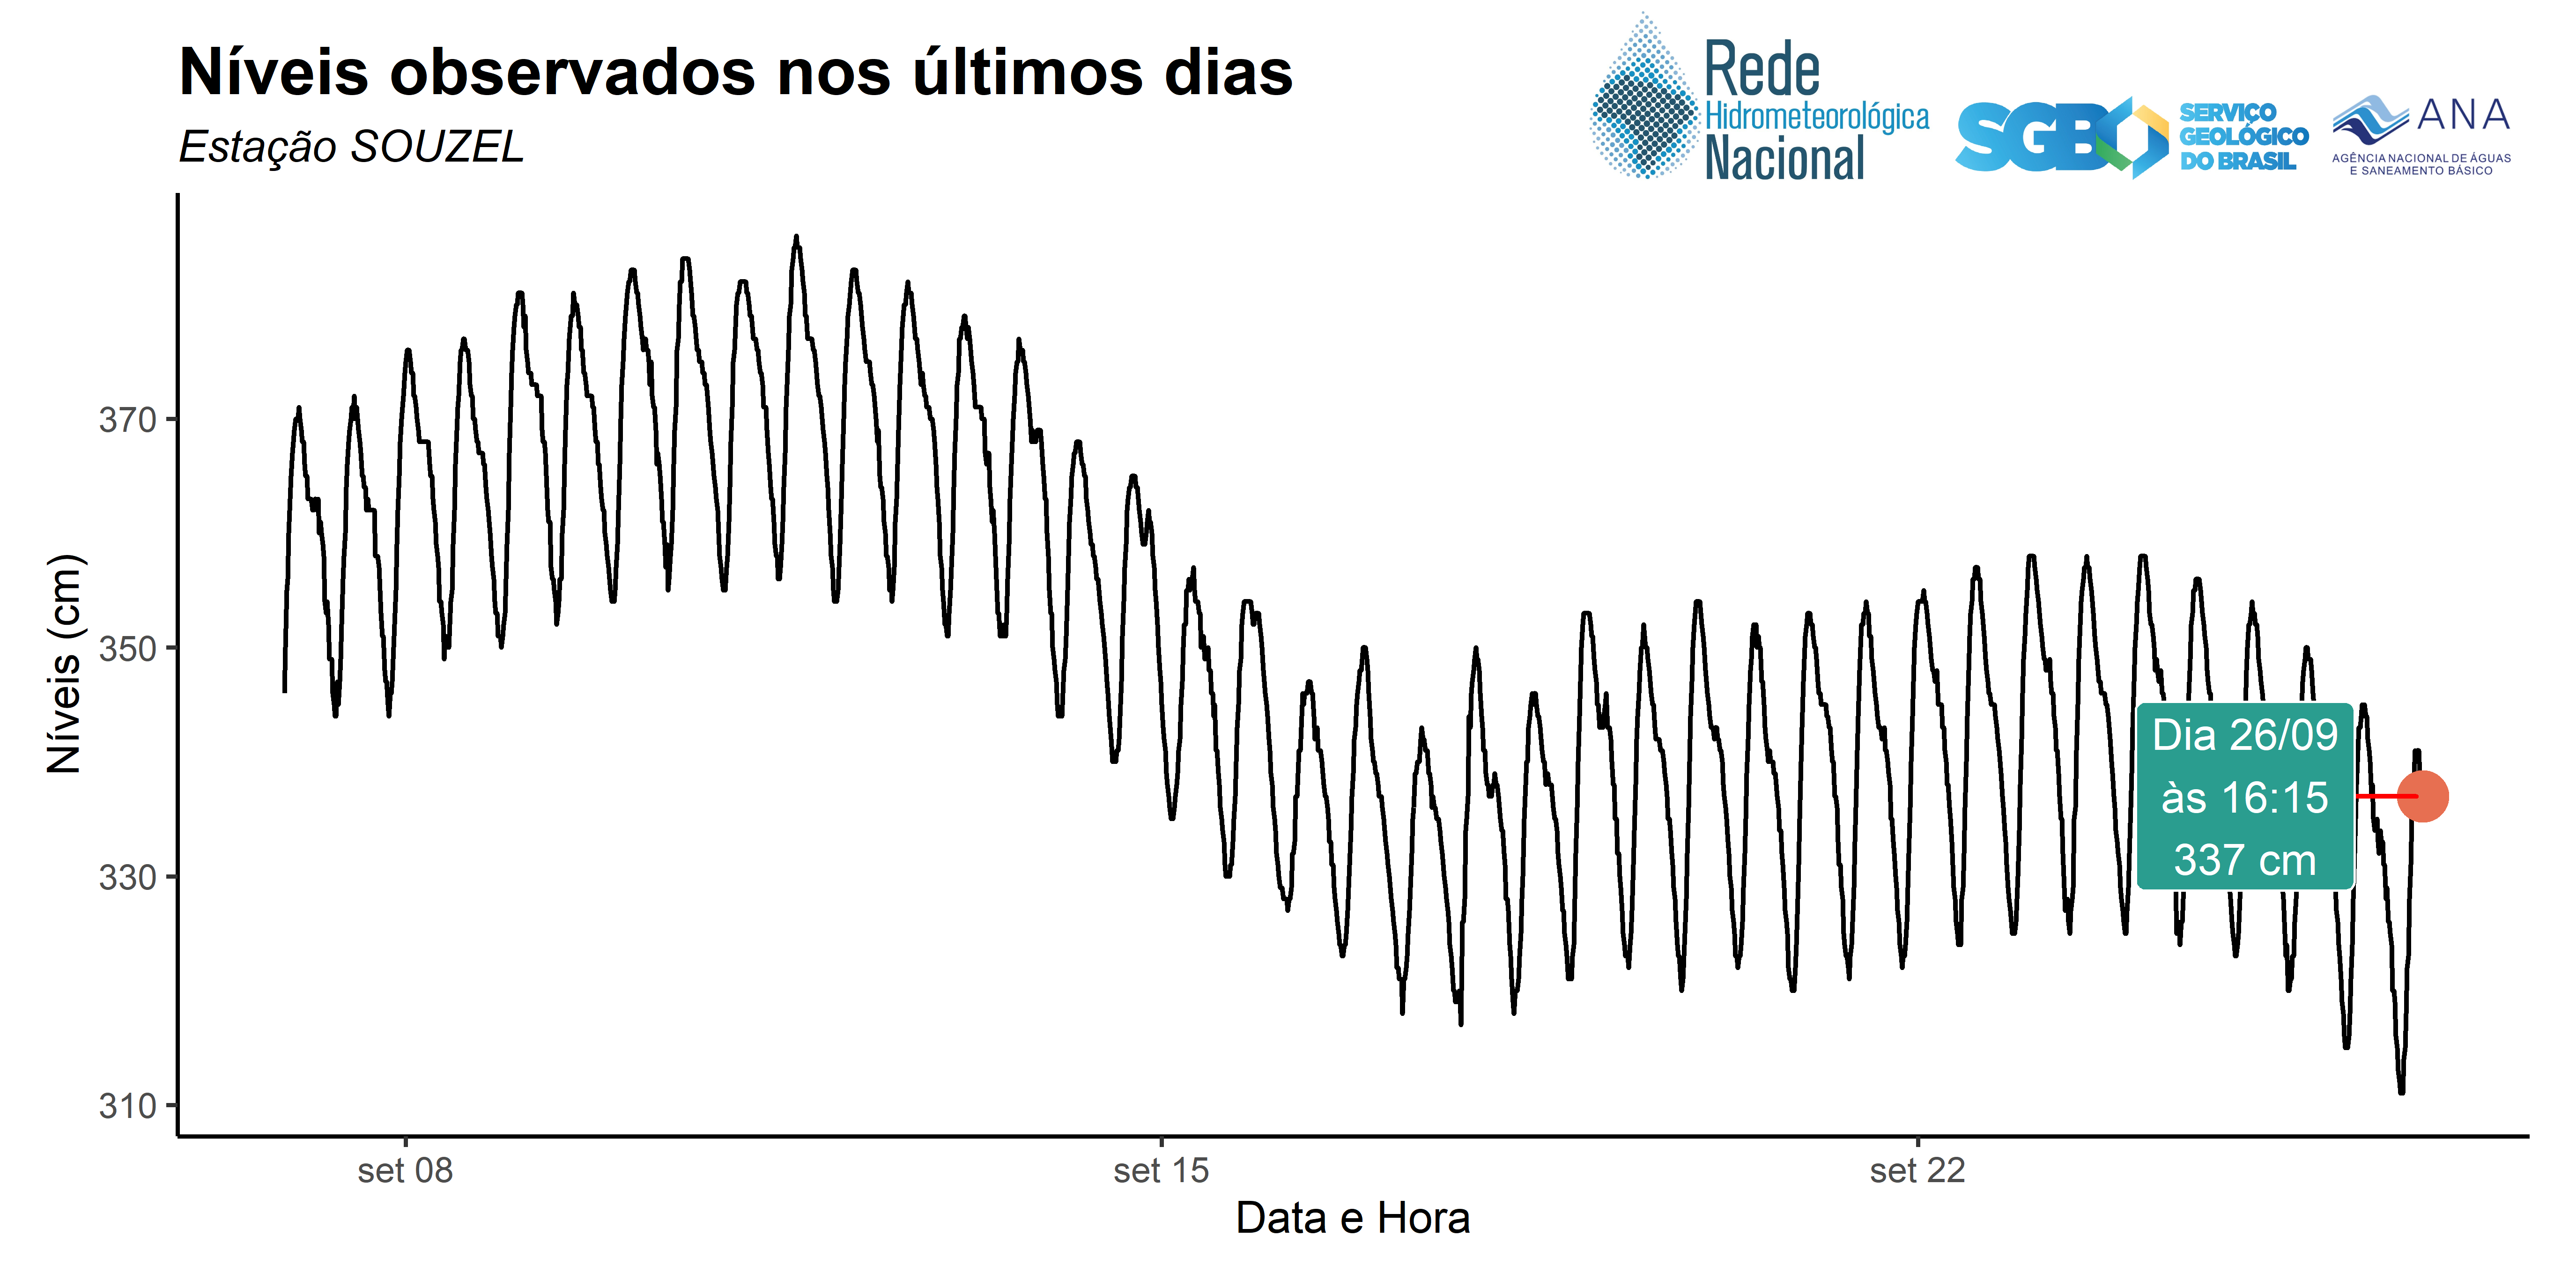 Níveis observados nos últimos dias
Estação SOUZEL
Rede
Hidrometeorológica
Nacional
SGB
SERVIÇO
GEOLÓGICO
DO BRASIL
ANA
AGÊNCIA NACIONAL DE ÁGUAS
E SANEAMENTO BÁSICO
Níveis (cm)
370
350
330
310
Dia 26/09
às 16:15
337 cm
set 08
set 15
set 22
Data e Hora